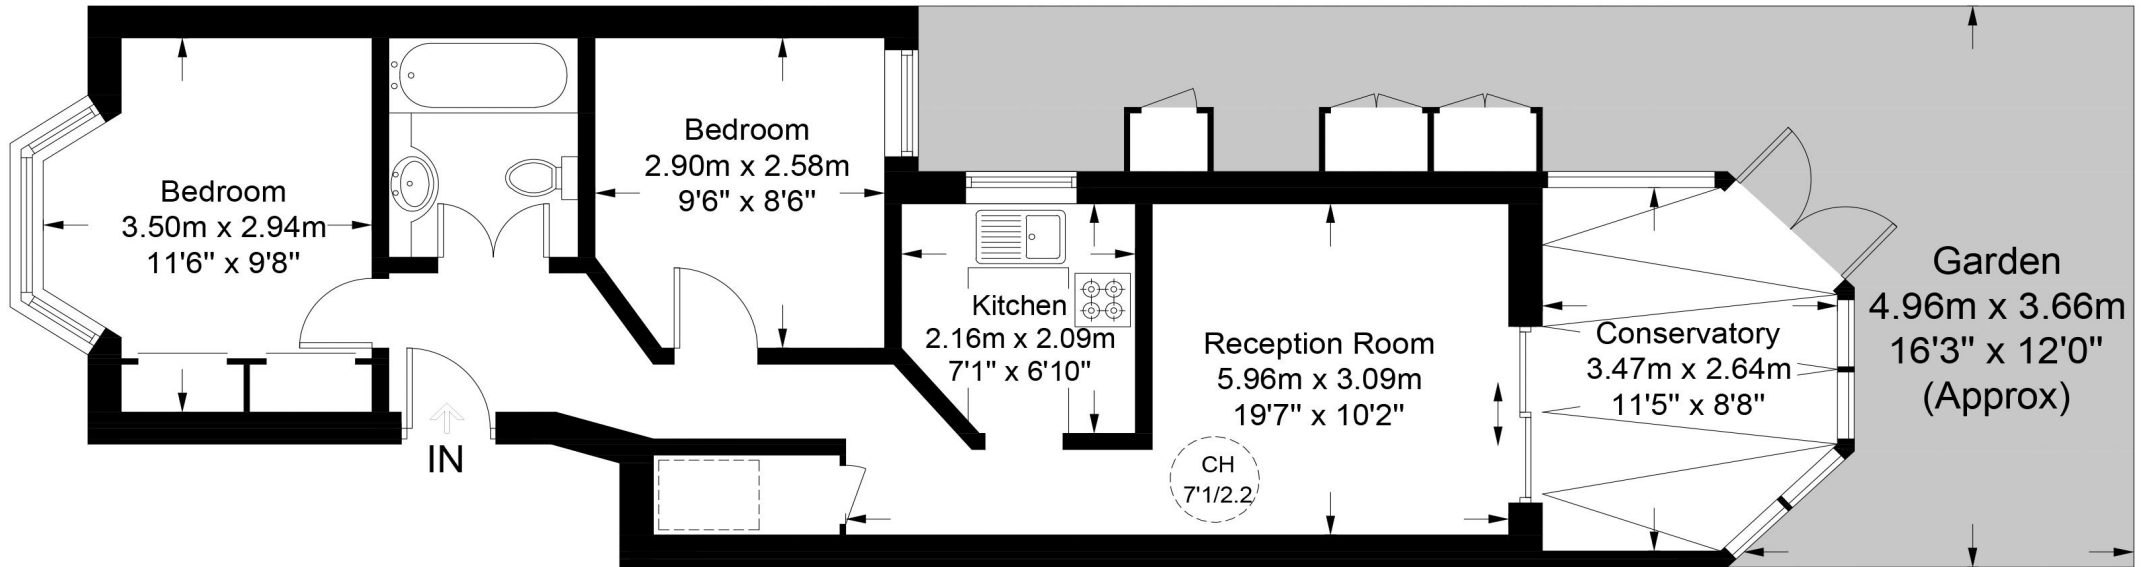 Bedroom
3.50m x 2.94m
11'6" x 9'8"
IN
Bedroom
2.90m x 2.58m
9'6" x 8'6"
Kitchen
2.16m x 2.09m
7'1" x 6'10"
Reception Room
5.96m x 3.09m
19'7" x 10'2"
CH
7'1/2.2
Conservatory
3.47m x 2.64m
11'5" x 8'8"
Garden
4.96m x 3.66m
16'3" x 12'0"
(Approx)